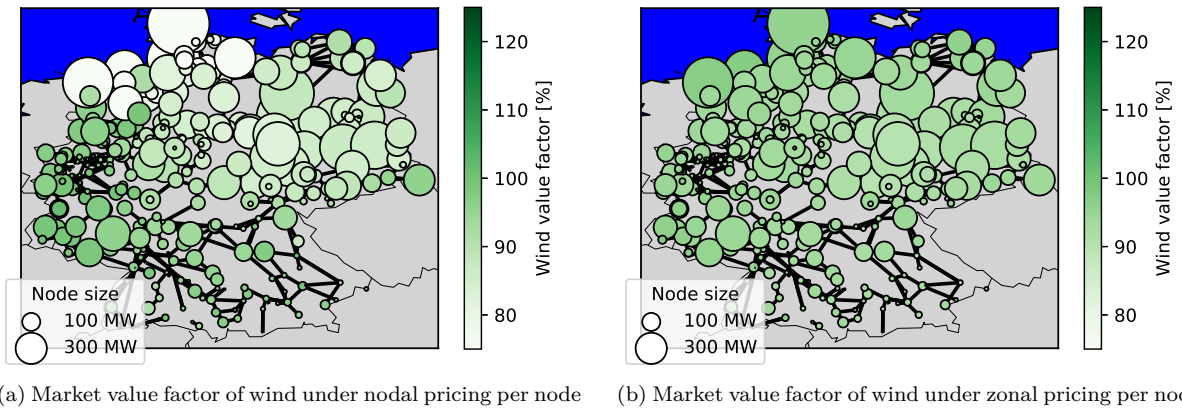 120
110
100
90
80
Wind value factor [%]
Node size
100 MW
300 MW
(a) Market value factor of wind under nodal pricing per node
120
110
100
90
80
Wind value factor [%]
Node size
100 MW
300 MW
(b) Market value factor of wind under zonal pricing per